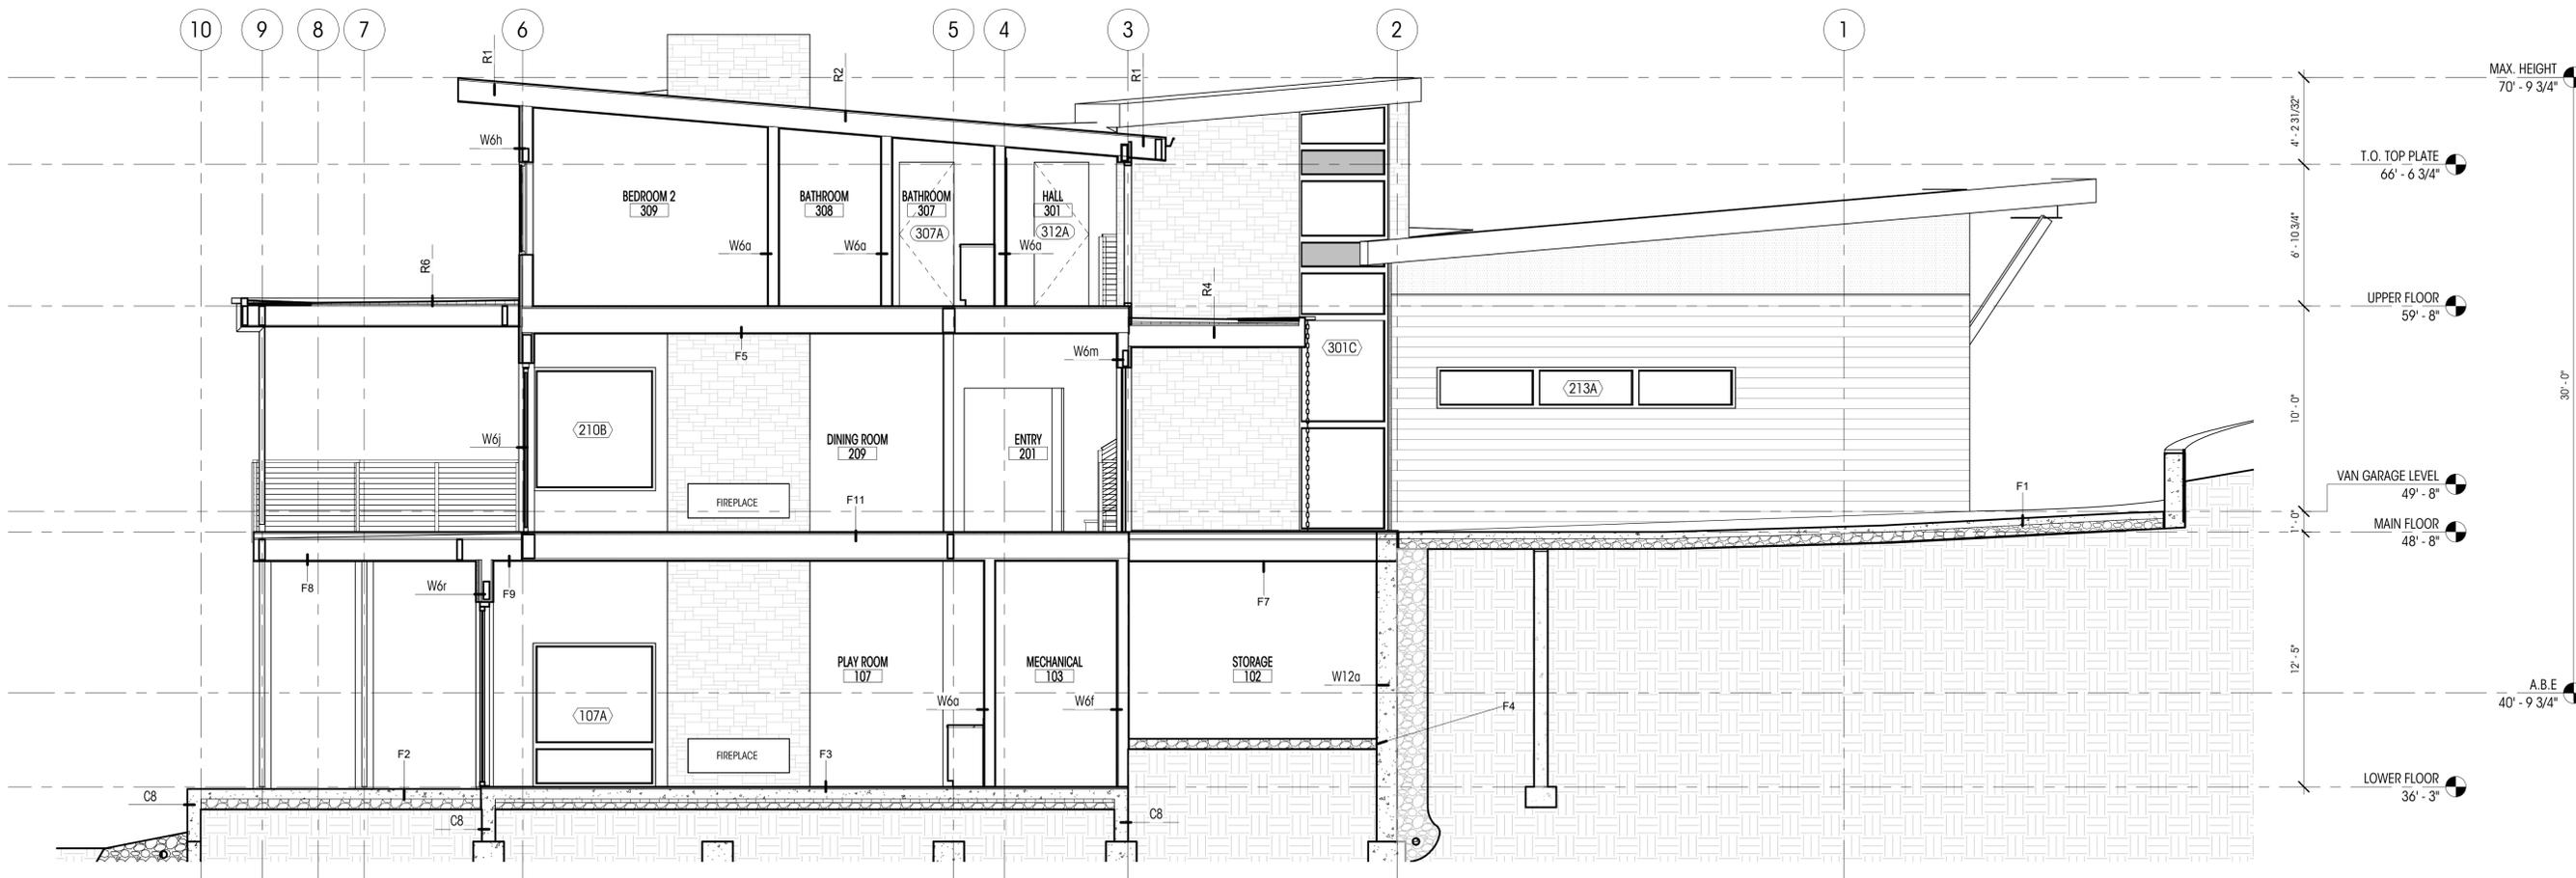 10
9
8
7
6
5
4
3
2
1
R1
R2
R1
MAX. HEIGHT
70' - 9 3/4"
4' - 2 31/32"
W6h
T.O. TOP PLATE
66' - 6 3/4"
BEDROOM 2
309
BATHROOM
308
BATHROOM
307
HALL
301
307A
312A
W6a
W6a
W6a
6' - 10 3/4"
R6
R4
UPPER FLOOR
59' - 8"
F5
W6m
301C
213A
30' - 0"
10' - 0"
210B
W6j
DINING ROOM
209
ENTRY
201
FIREPLACE
F11
F1
VAN GARAGE LEVEL
49' - 8"
1' - 0"
MAIN FLOOR
48' - 8"
F8
W6r
F9
F7
PLAY ROOM
107
MECHANICAL
103
STORAGE
102
12' - 5"
W12a
A.B.E
40' - 9 3/4"
107A
W6a
W6f
F4
FIREPLACE
F2
F3
LOWER FLOOR
36' - 3"
C8
C8
C8